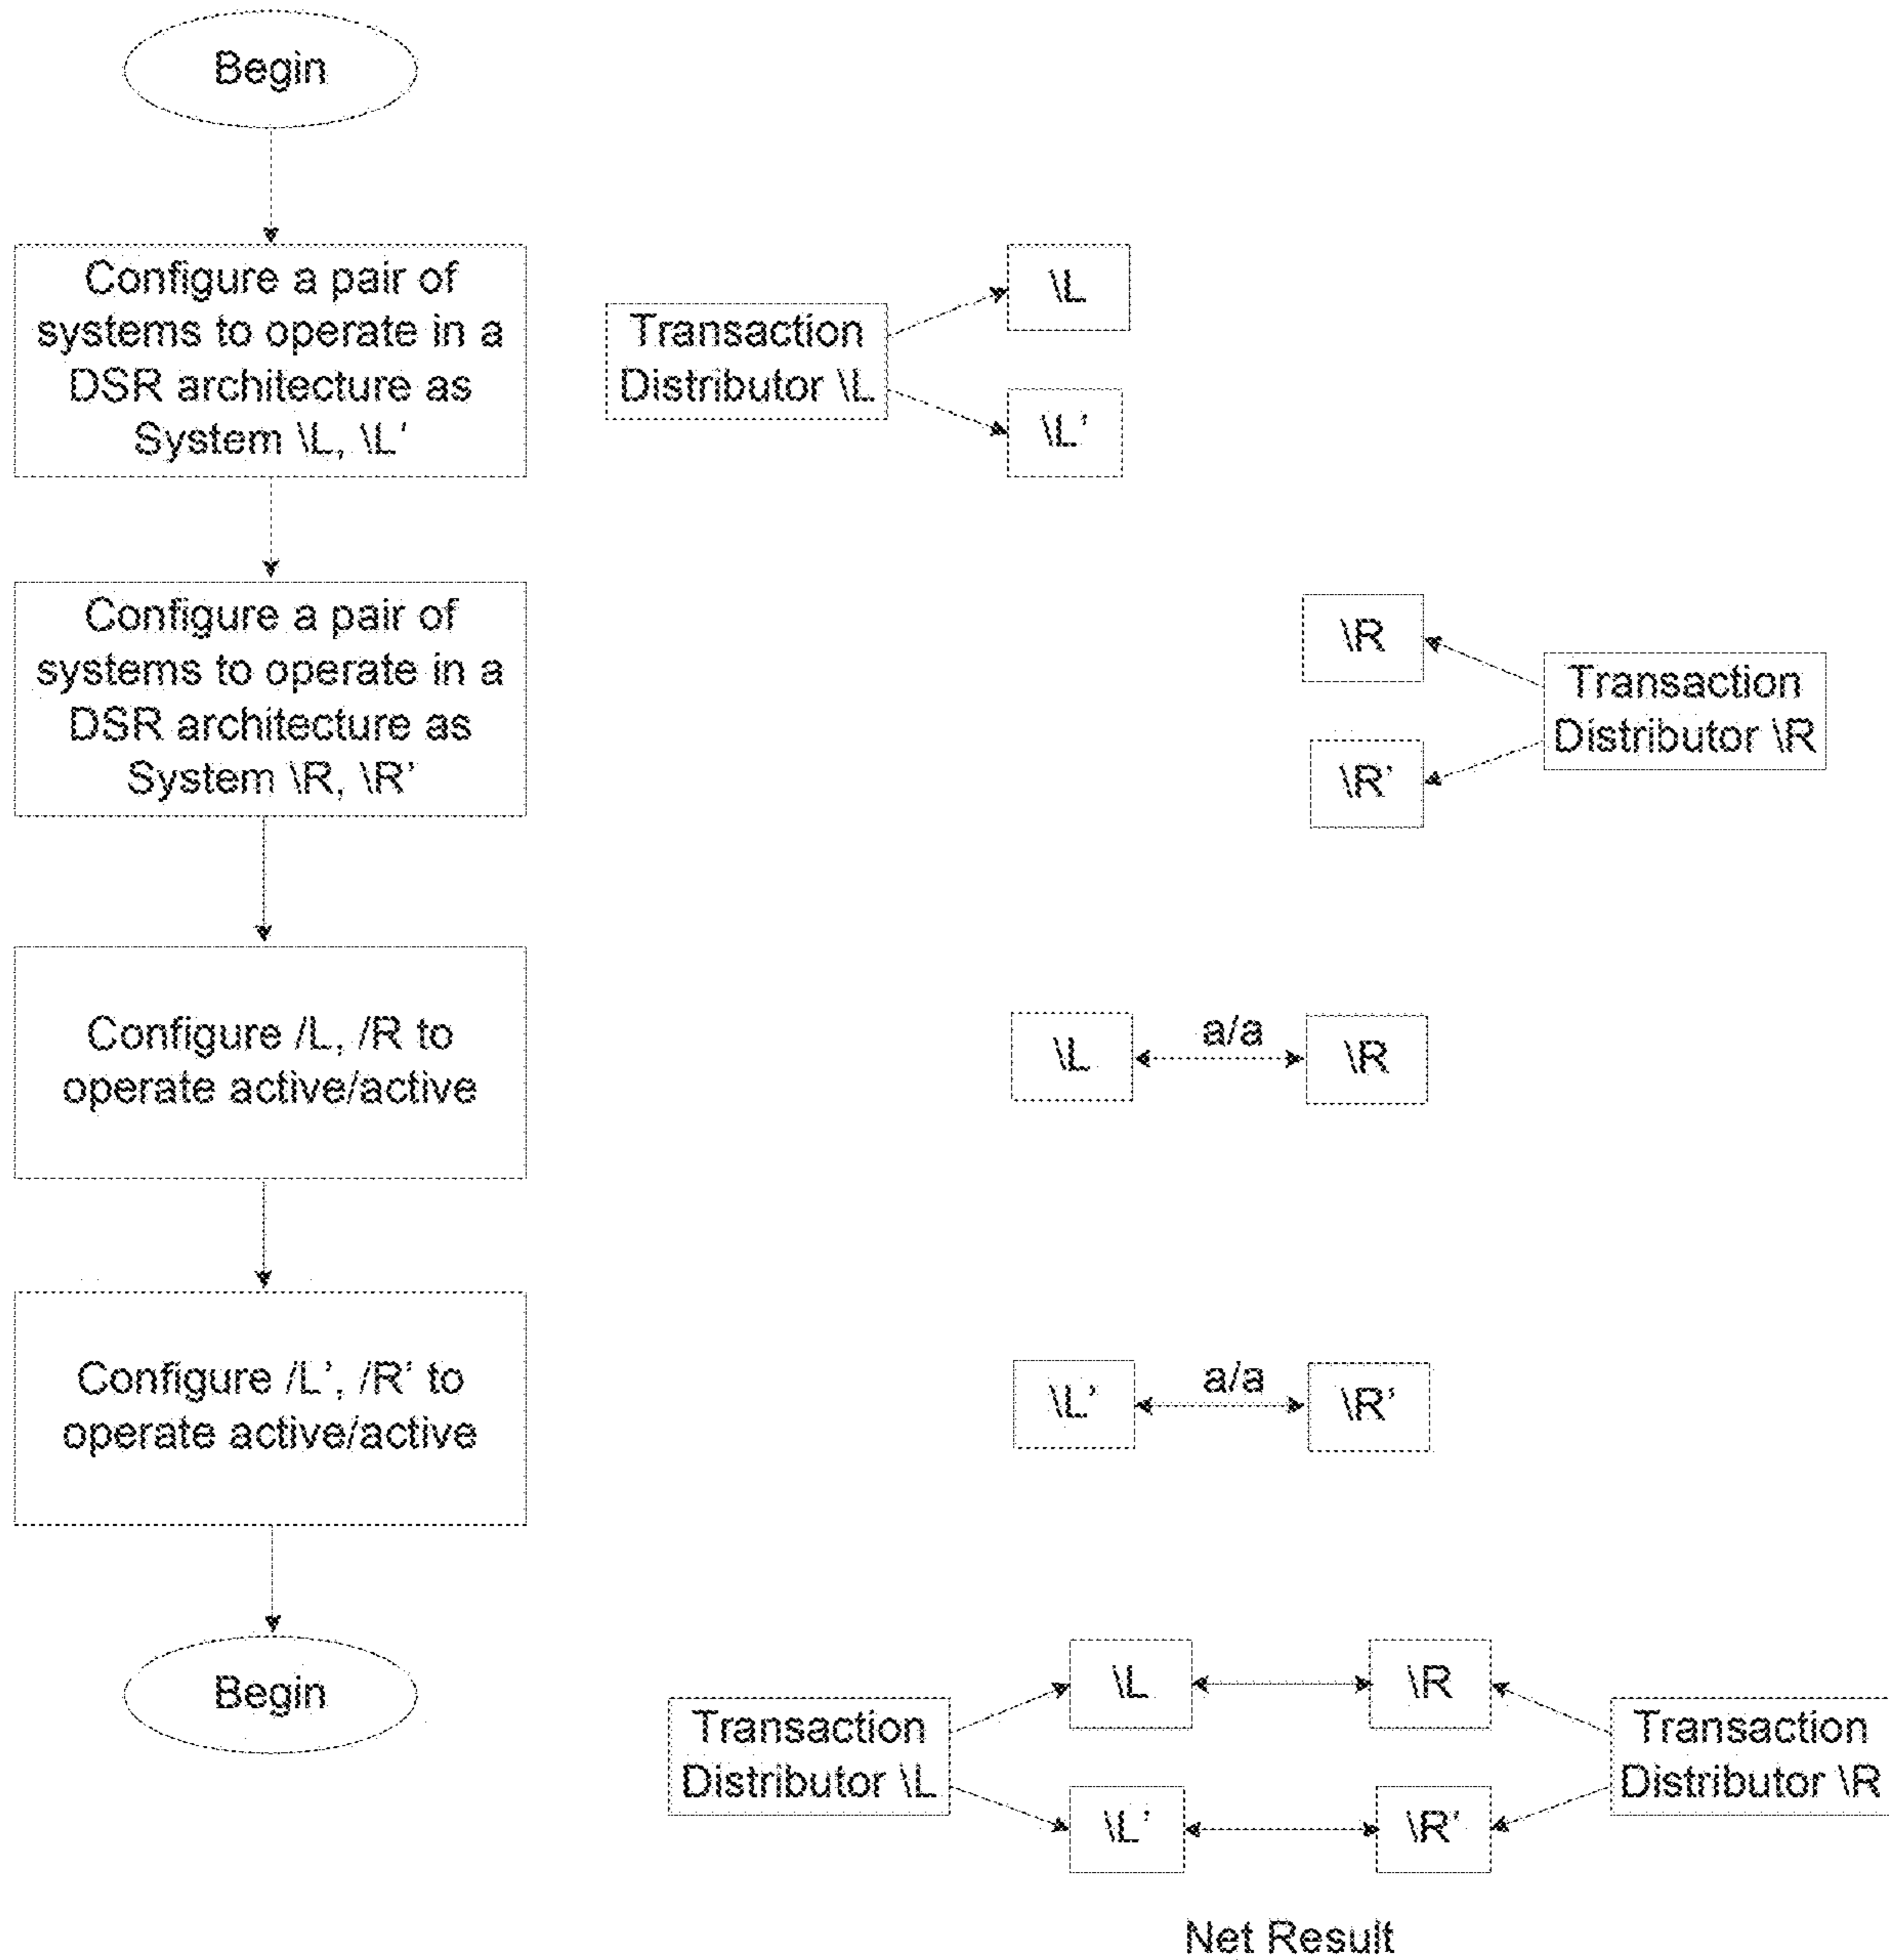 Begin
Configure a pair of
systems to operate in a
DSR architecture as
System \L, \L'
Transaction
Distributor \L
\L
\L'
Configure a pair of
systems to operate in a
DSR architecture as
System \R, \R'
\R
\R'
Transaction
Distributor \R
Configure /L, /R to
operate active/active
\L
a/a
\R
Configure /L', /R' to
operate active/active
\L'
a/a
\R'
Begin
Transaction
Distributor \L
\L
\R
\L'
\R'
Transaction
Distributor \R
Net Result